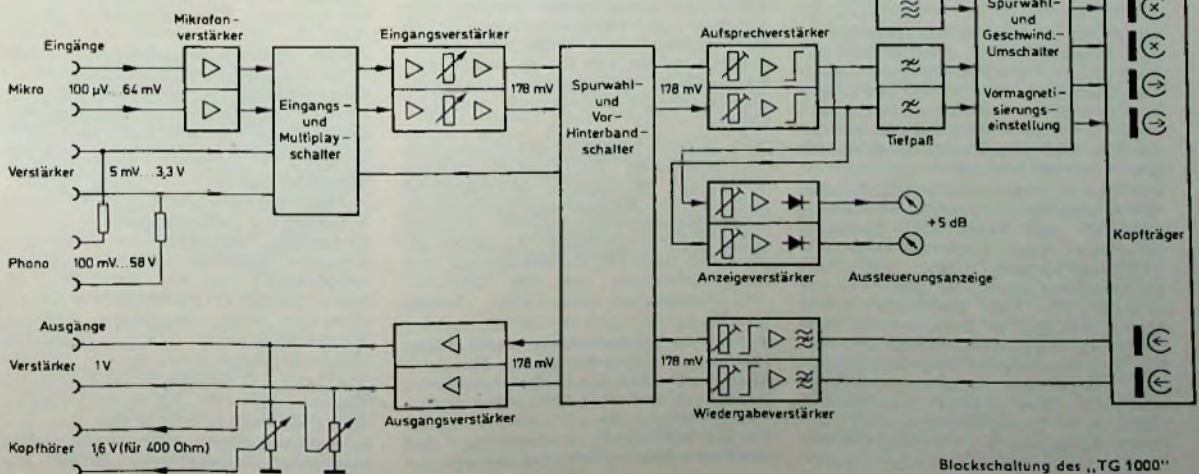 Spurwahl-
und
Geschwind.-
Umschalter
Vormagneti-
sierungs-
einstellung
Mikrofon-
verstärker
Eingänge
Mikro 100 µV...64 mV
Eingangs-
und
Multiplay-
schalter
Eingangsverstärker
178 mV
Spurwahl-
und
Vor-
Hinterband-
schalter
178 mV
Aufsprechverstärker
Tiefpaß
Verstärker 5 mV...3,3 V
Phono 100 mV...58 V
+5 dB
Anzeigeverstärker
Aussteuerungsanzeige
Kopfträger
Ausgänge
Verstärker 1 V
178 mV
Ausgangsverstärker
178 mV
Wiedergabeverstärker
Kopfhörer 1,6 V (für 400 Ohm)
Blockschaltung des „TG 1000"